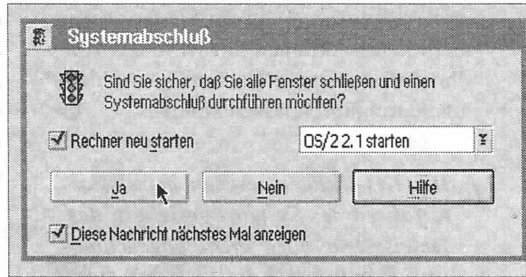 Systemabschluß
Sind Sie sicher, daß Sie alle Fenster schließen und einen
Systemabschluß durchführen möchten?
Rechner neu starten
OS/2 2.1 starten
Ja
Nein
Hilfe
Diese Nachricht nächstes Mal anzeigen